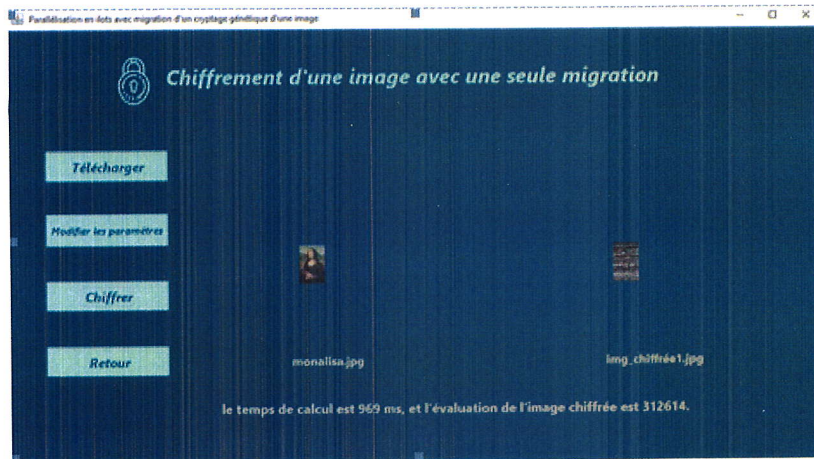 Parallélisation en ilots avec migration d'un cryptage génétique d'une image
Chiffrement d'une image avec une seule migration
Télécharger
Modifier les paramètres
Chiffrer
Retour
monalisa.jpg
img_chiffrée1.jpg
le temps de calcul est 969 ms, et l'évaluation de l'image chiffrée est 312614.